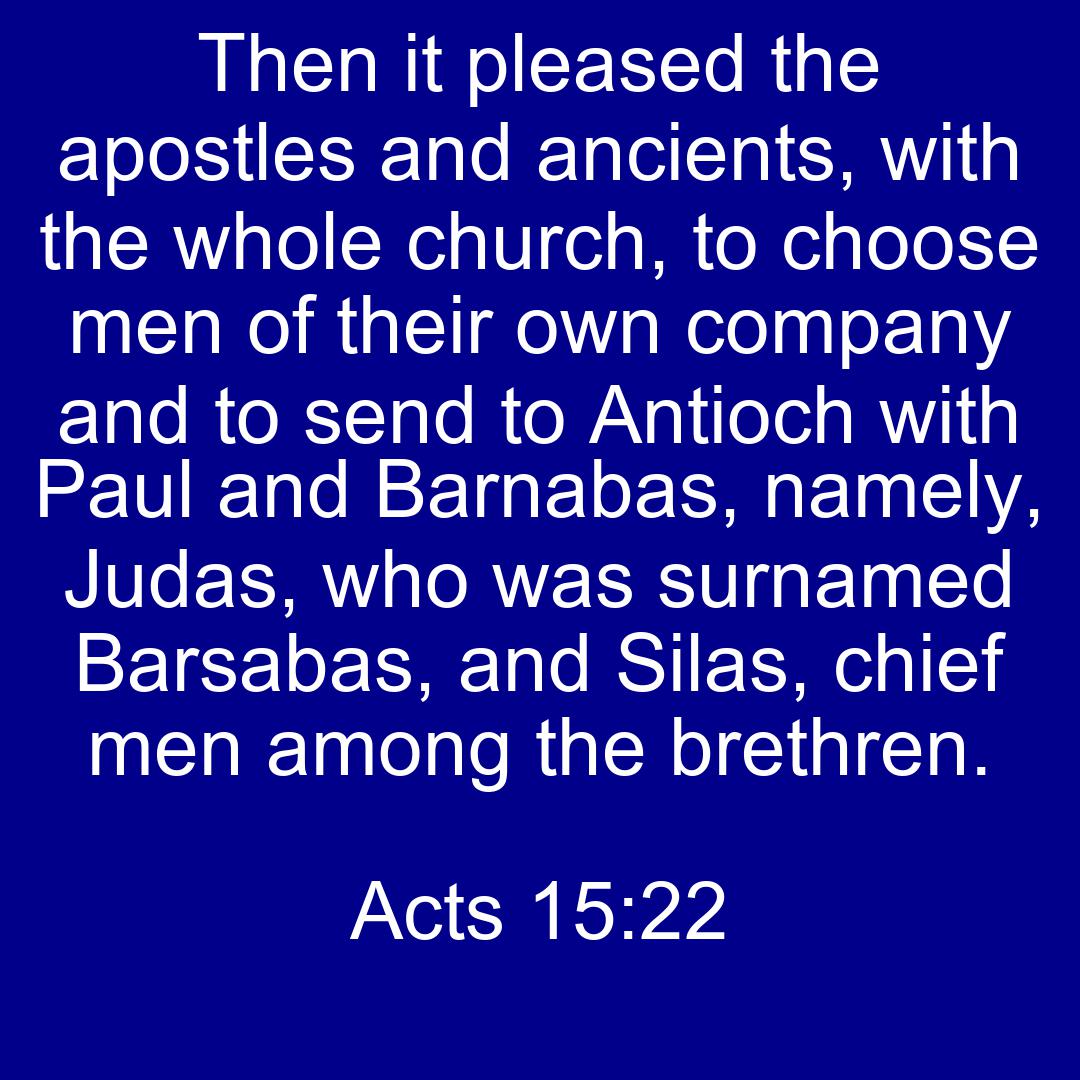 Then it pleased the
apostles and ancients, with
the whole church, to choose
men of their own company
and to send to Antioch with
Paul and Barnabas, namely,
Judas, who was surnamed
Barsabas, and Silas, chief
men among the brethren.
Acts 15:22